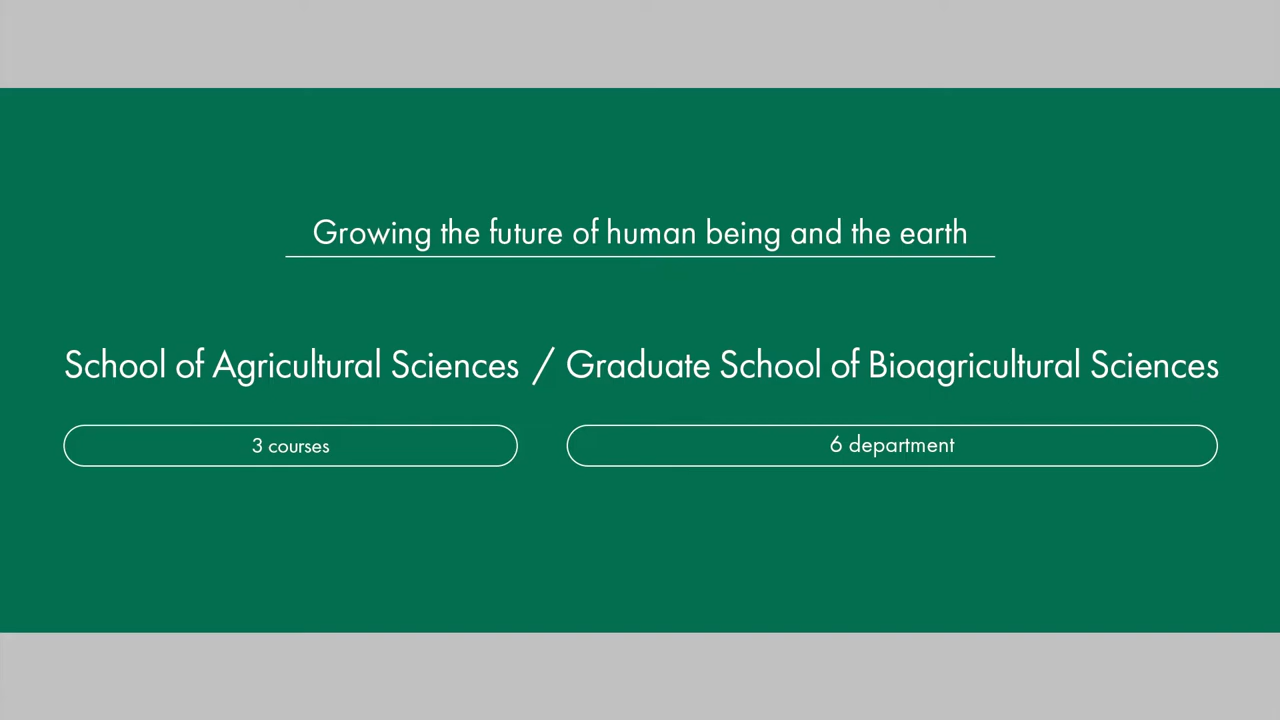 Growing the future of human being and the earth
School of Agricultural Sciences / Graduate School of Bioagricultural Sciences
3 courses
6 department